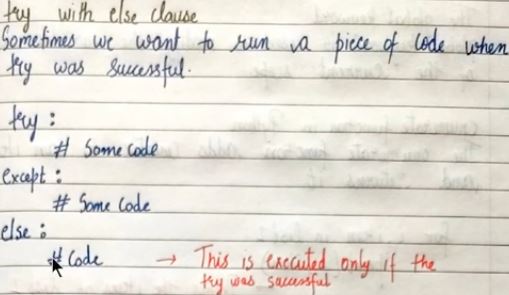 try with else clause
Sometimes we want to run a piece of code when
try was successful.
try :
# Some code
except :
# Some code
else :
# Code → This is executed only if the
try was successful